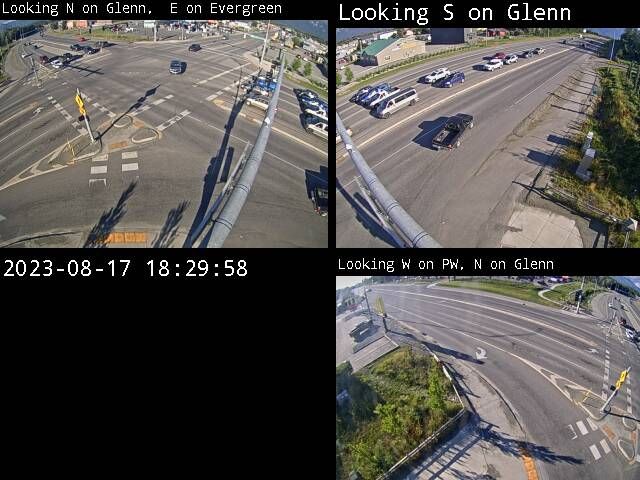 Looking N on Glenn,  E on Evergreen
Looking S on Glenn
2023-08-17 18:29:58
Looking W on PW, N on Glenn